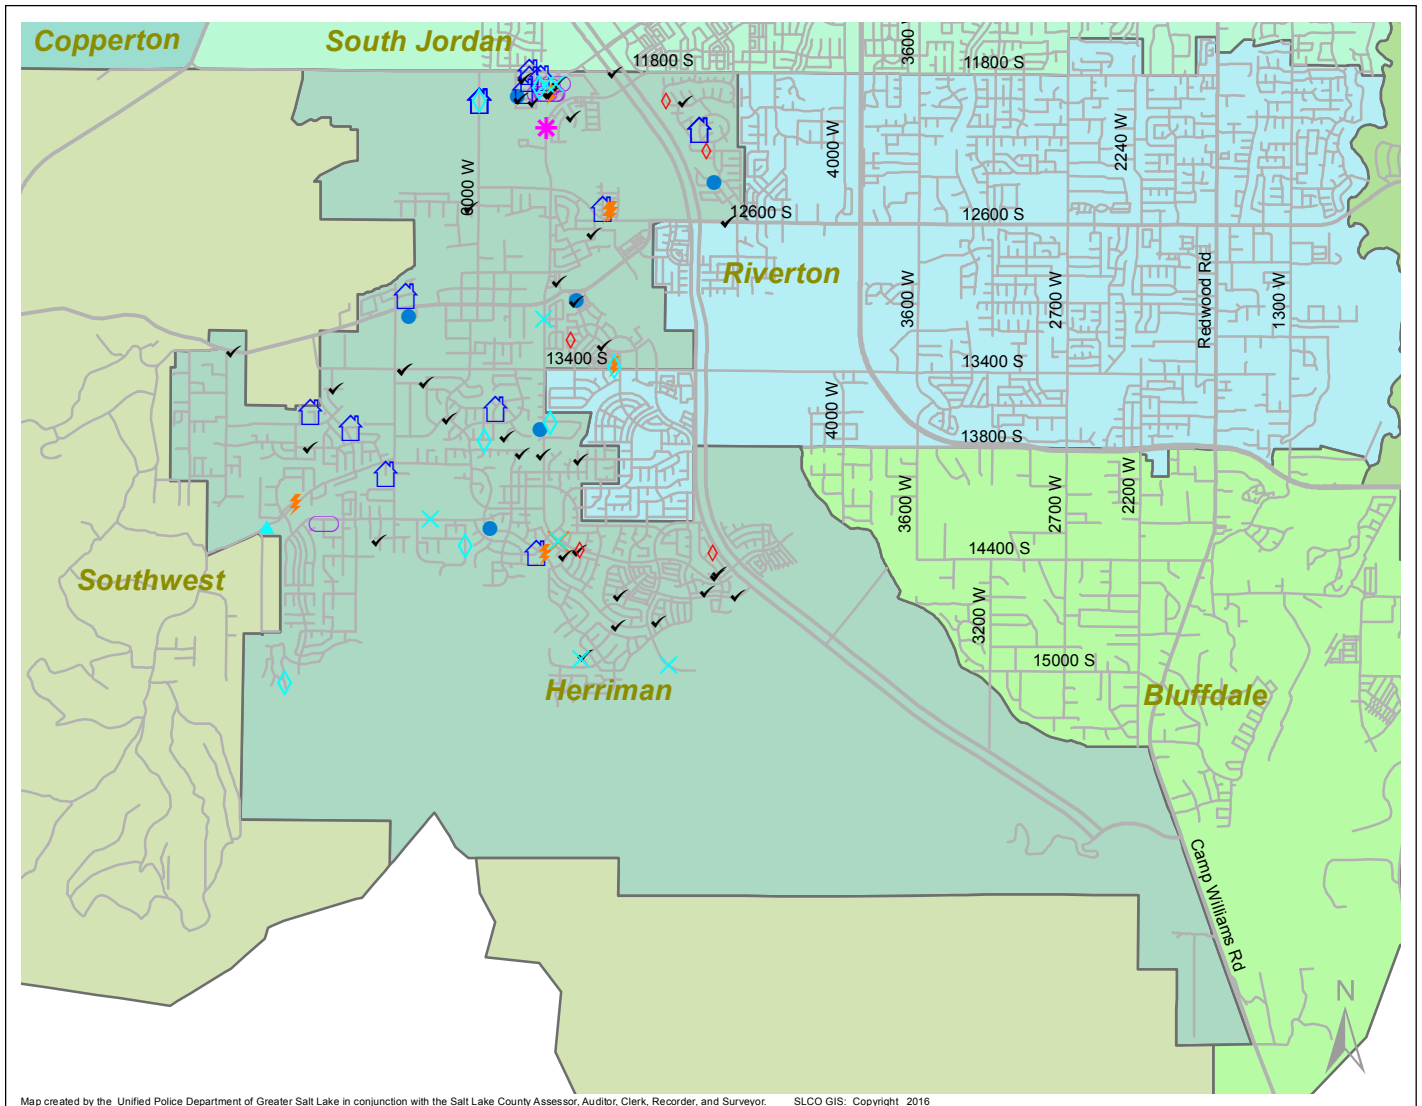 Copperton
South Jordan
3600 W
11800 S
11800 S
4000 W
2240 W
6000 W
12600 S
12600 S
Riverton
3600 W
2700 W
Redwood Rd
1300 W
13400 S
13400 S
4000 W
13800 S
3600 W
2700 W
2200 W
14400 S
Southwest
3200 W
15000 S
Herriman
Bluffdale
Camp Williams Rd
N
Map created by the Unified Police Department of Greater Salt Lake in conjunction with the Salt Lake County Assessor, Auditor, Clerk, Recorder, and Surveyor. SLCO GIS: Copyright 2016